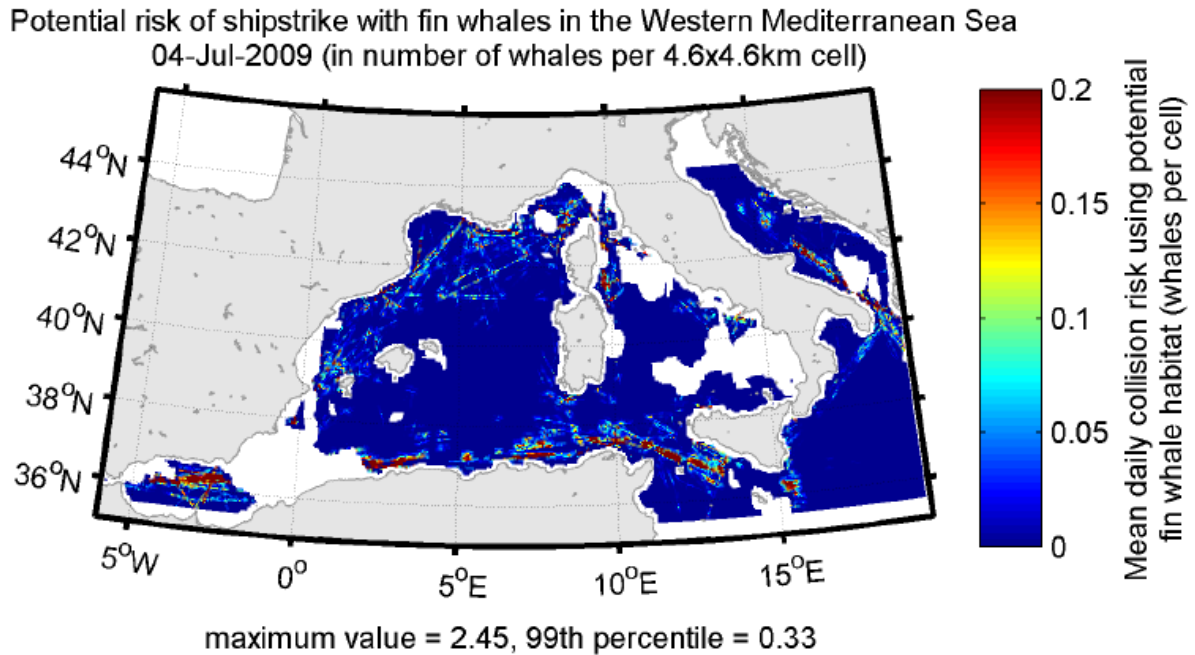 Potential risk of shipstrike with fin whales in the Western Mediterranean Sea
04-Jul-2009 (in number of whales per 4.6x4.6km cell)
44°N
42°N
40°N
38°N
36°N
5°W
0°
5°E
10°E
15°E
0.2
0.15
0.1
0.05
0
Mean daily collision risk using potential
fin whale habitat (whales per cell)
maximum value = 2.45, 99th percentile = 0.33